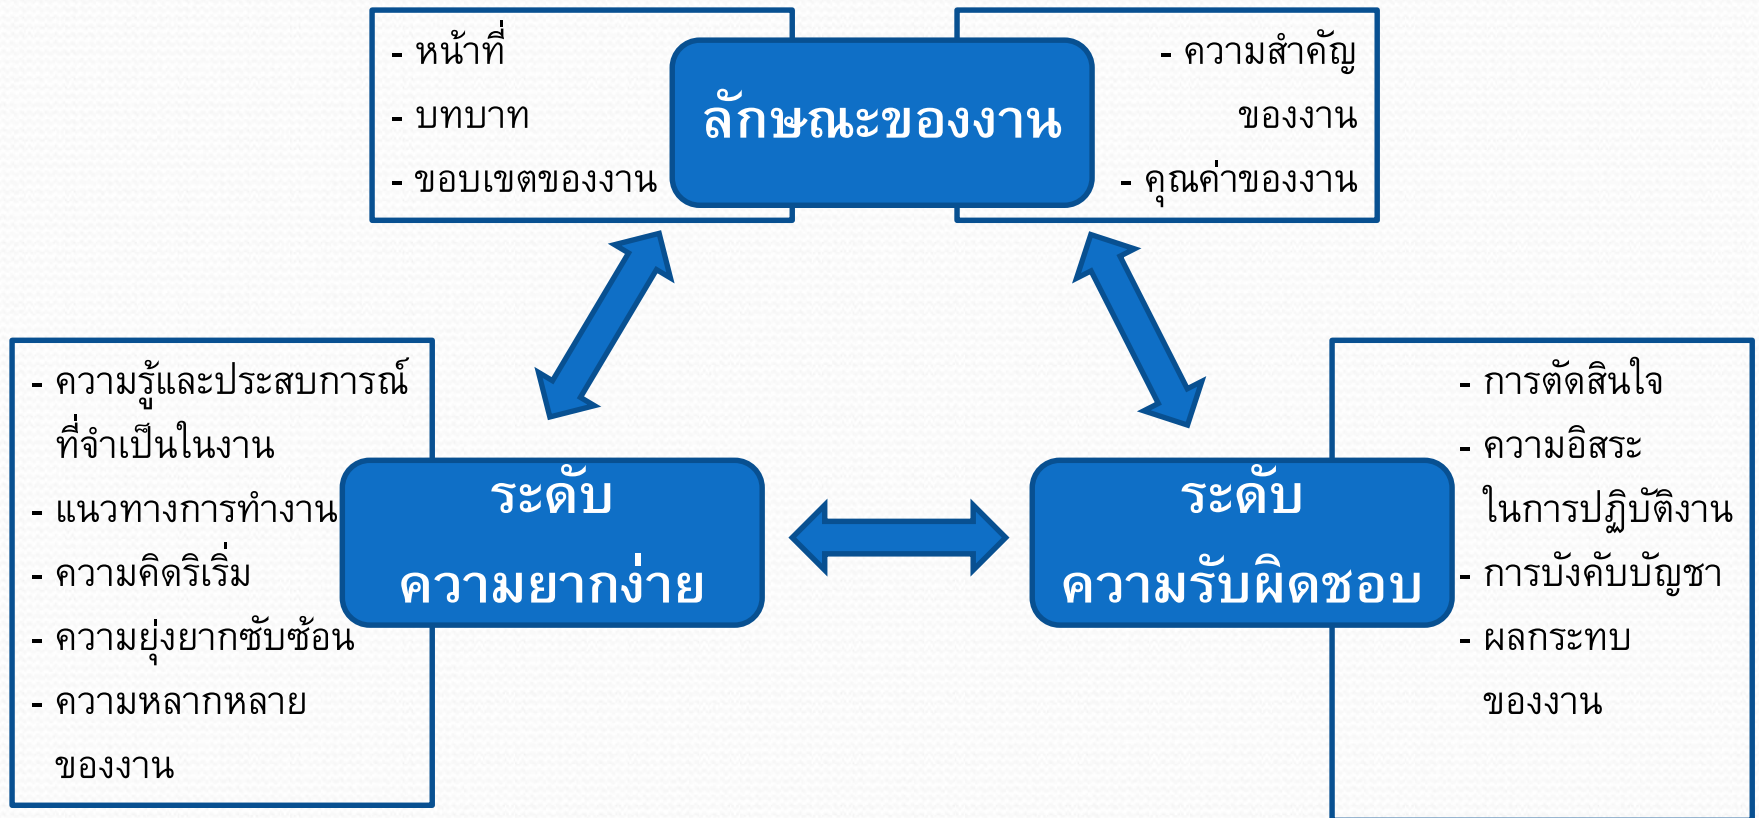 - หน้าที่
- บทบาท
- ขอบเขตของงาน
ลักษณะของงาน
- ความสำคัญ
ของงาน
- คุณค่าของงาน
- ความรู้และประสบการณ์
ที่จำเป็นในงาน
- แนวทางการทำงาน
- ความคิดริเริ่ม
- ความยุ่งยากซับซ้อน
- ความหลากหลาย
ของงาน
ระดับ
ความยากง่าย
ระดับ
ความรับผิดชอบ
- การตัดสินใจ
- ความอิสระ
ในการปฏิบัติงาน
- การบังคับบัญชา
- ผลกระทบ
ของงาน